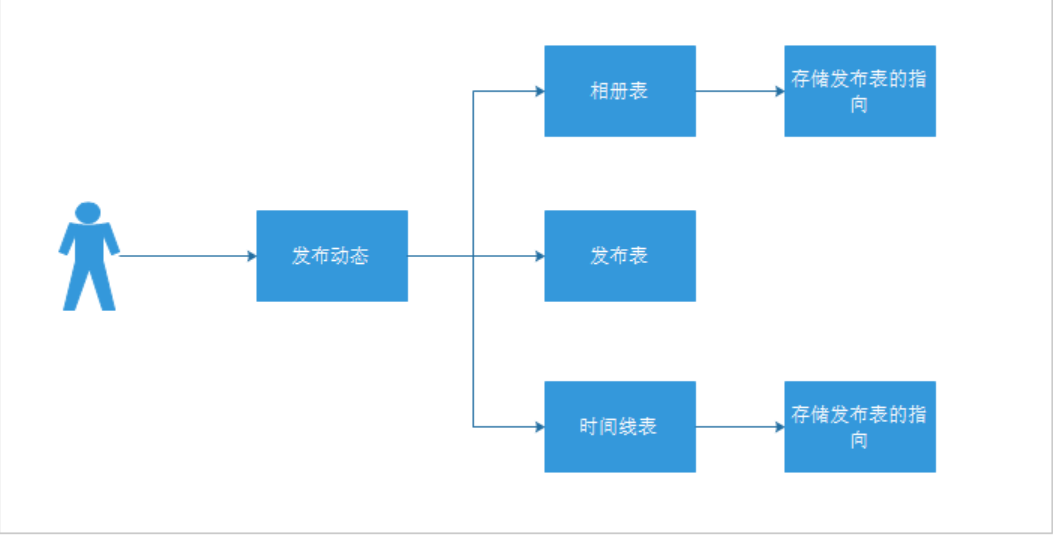 相册表
存储发布表的指
向
发布动态
发布表
时间线表
存储发布表的指
向